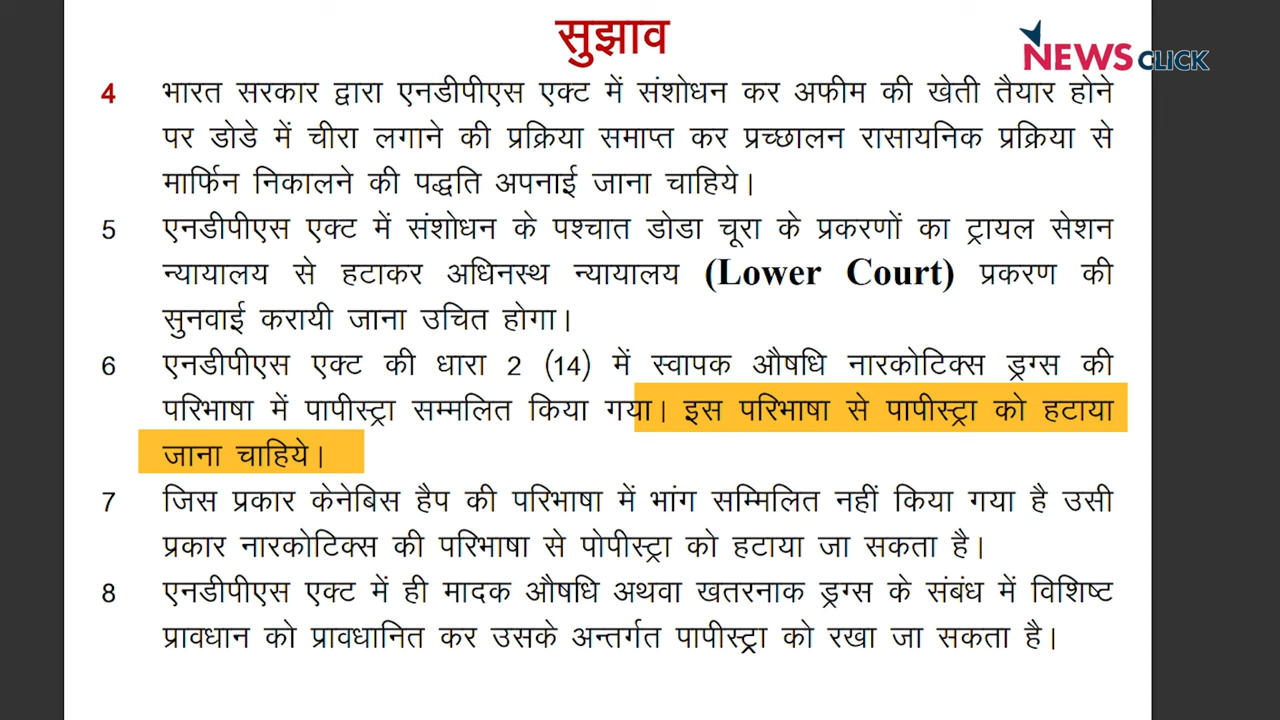 सुझाव
NEWSCLICK
4 भारत सरकार द्वारा एनडीपीएस एक्ट में संशोधन कर अफीम की खेती तैयार होने
पर डोडे में चीरा लगाने की प्रक्रिया समाप्त कर प्रच्छालन रासायनिक प्रक्रिया से
मार्फिन निकालने की पद्धति अपनाई जाना चाहिये।
5 एनडीपीएस एक्ट में संशोधन के पश्चात डोडा चूरा के प्रकरणों का ट्रायल सेशन
न्यायालय से हटाकर अधिनस्थ न्यायालय (Lower Court) प्रकरण की
सुनवाई करायी जाना उचित होगा।
6 एनडीपीएस एक्ट की धारा 2 (14) में स्वापक औषधि नारकोटिक्स ड्रग्स की
परिभाषा में पापीस्ट्रा सम्मलित किया गया। इस परिभाषा से पापीस्ट्रा को हटाया
जाना चाहिये।
7 जिस प्रकार केनेबिस हैप की परिभाषा में भांग सम्मिलित नहीं किया गया है उसी
प्रकार नारकोटिक्स की परिभाषा से पोपीस्ट्रा को हटाया जा सकता है।
8 एनडीपीएस एक्ट में ही मादक औषधि अथवा खतरनाक ड्रग्स के संबंध में विशिष्ट
प्रावधान को प्रावधानित कर उसके अन्तर्गत पापीस्ट्रा को रखा जा सकता है।